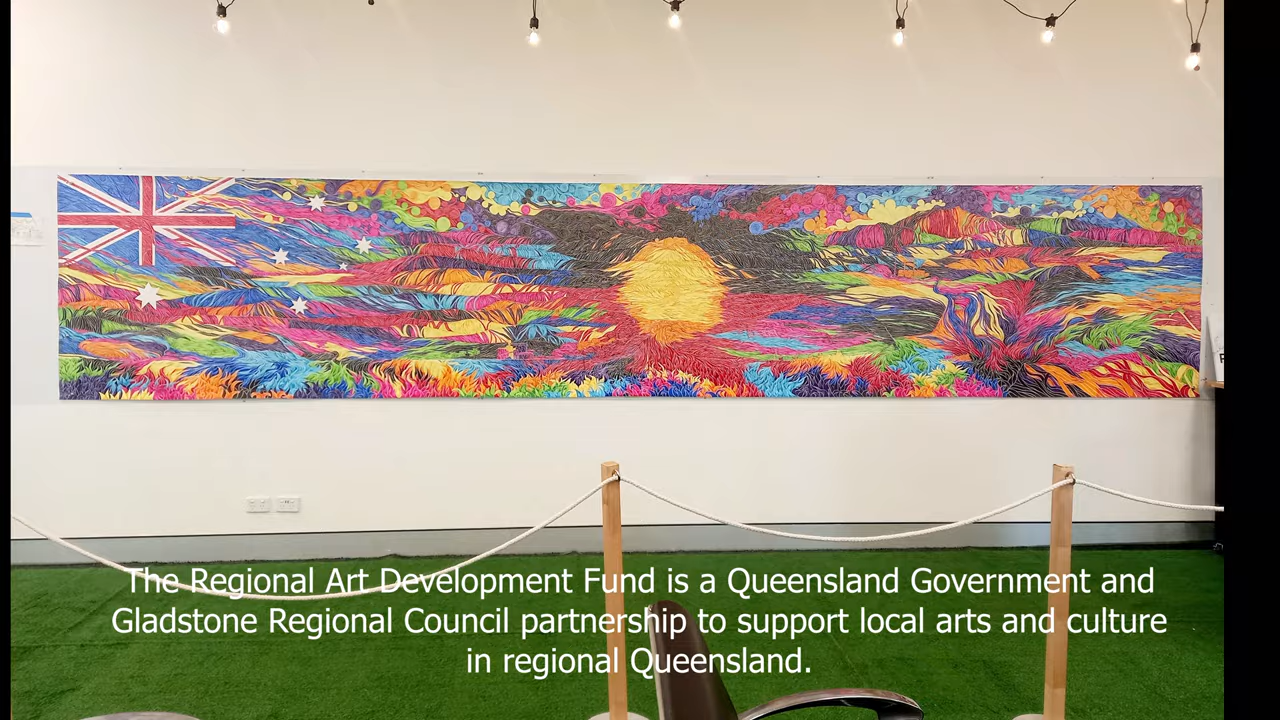 The Regional Art Development Fund is a Queensland Government and
Gladstone Regional Council partnership to support local arts and culture
in regional Queensland.